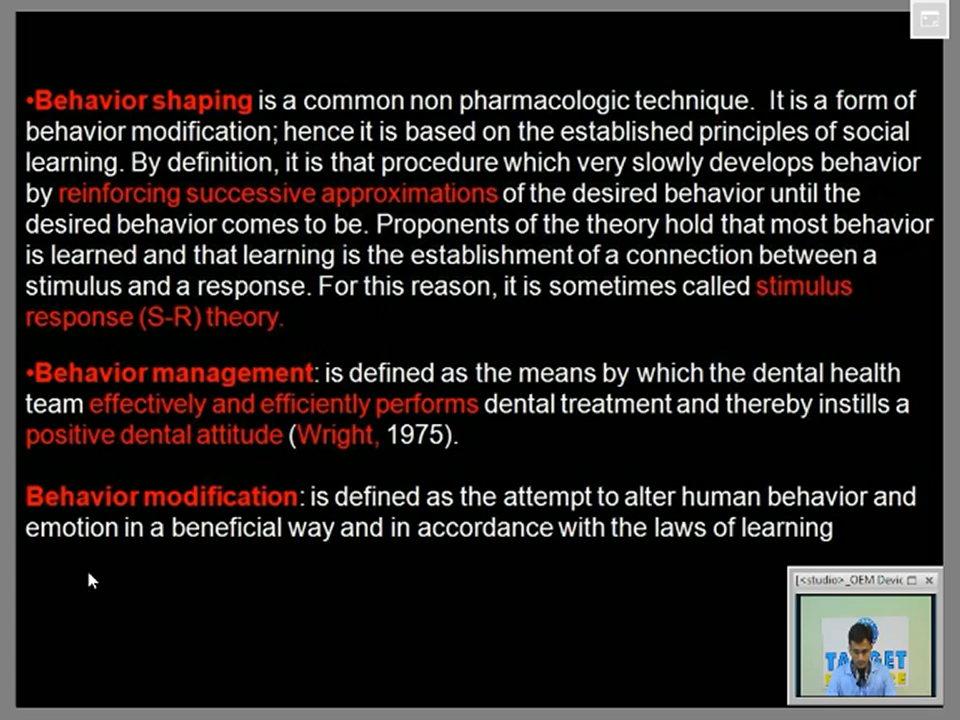 •Behavior shaping is a common non pharmacologic technique. It is a form of
behavior modification; hence it is based on the established principles of social
learning. By definition, it is that procedure which very slowly develops behavior
by reinforcing successive approximations of the desired behavior until the
desired behavior comes to be. Proponents of the theory hold that most behavior
is learned and that learning is the establishment of a connection between a
stimulus and a response. For this reason, it is sometimes called stimulus
response (S-R) theory.
•Behavior management: is defined as the means by which the dental health
team effectively and efficiently performs dental treatment and thereby instills a
positive dental attitude (Wright, 1975).
Behavior modification: is defined as the attempt to alter human behavior and
emotion in a beneficial way and in accordance with the laws of learning
[<studio>_OEM Devic